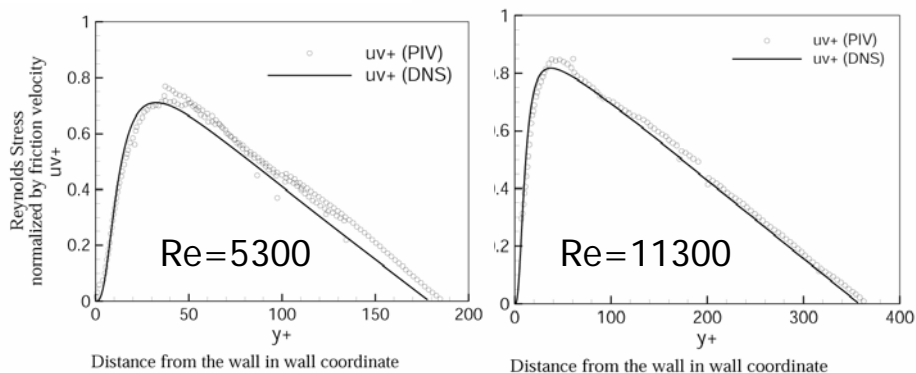 Reynolds Stress
normalized by friction velocity
uv+
1
0.8
0.6
0.4
0.2
0
uv+ (PIV)
uv+ (DNS)
Re=5300
0
50
100
150
200
y+
Distance from the wall in wall coordinate
1
.8
.6
.4
.2
0
uv+ (PIV)
uv+ (DNS)
Re=11300
0
100
200
300
400
y+
Distance from the wall in wall coordinate